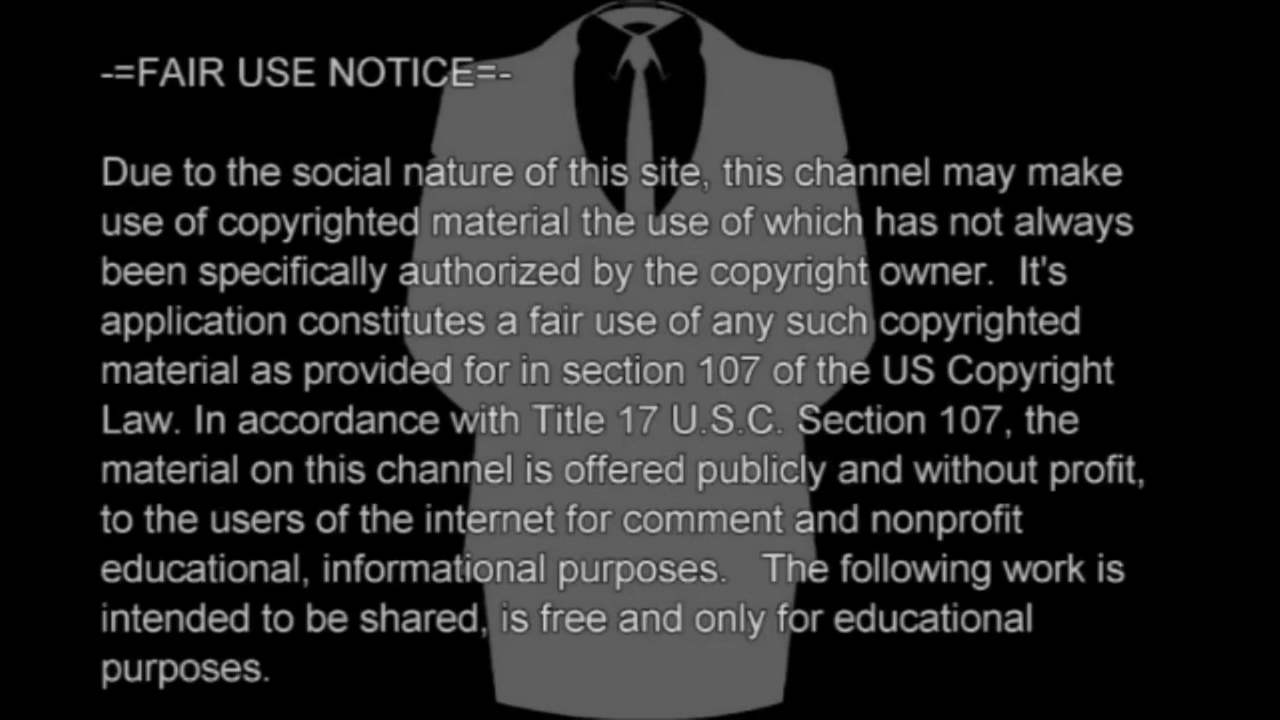 -=FAIR USE NOTICE=-
Due to the social nature of this site, this channel may make
use of copyrighted material the use of which has not always
been specifically authorized by the copyright owner.  It's
application constitutes a fair use of any such copyrighted
material as provided for in section 107 of the US Copyright
Law. In accordance with Title 17 U.S.C. Section 107, the
material on this channel is offered publicly and without profit,
to the users of the internet for comment and nonprofit
educational, informational purposes.   The following work is
intended to be shared, is free and only for educational
purposes.